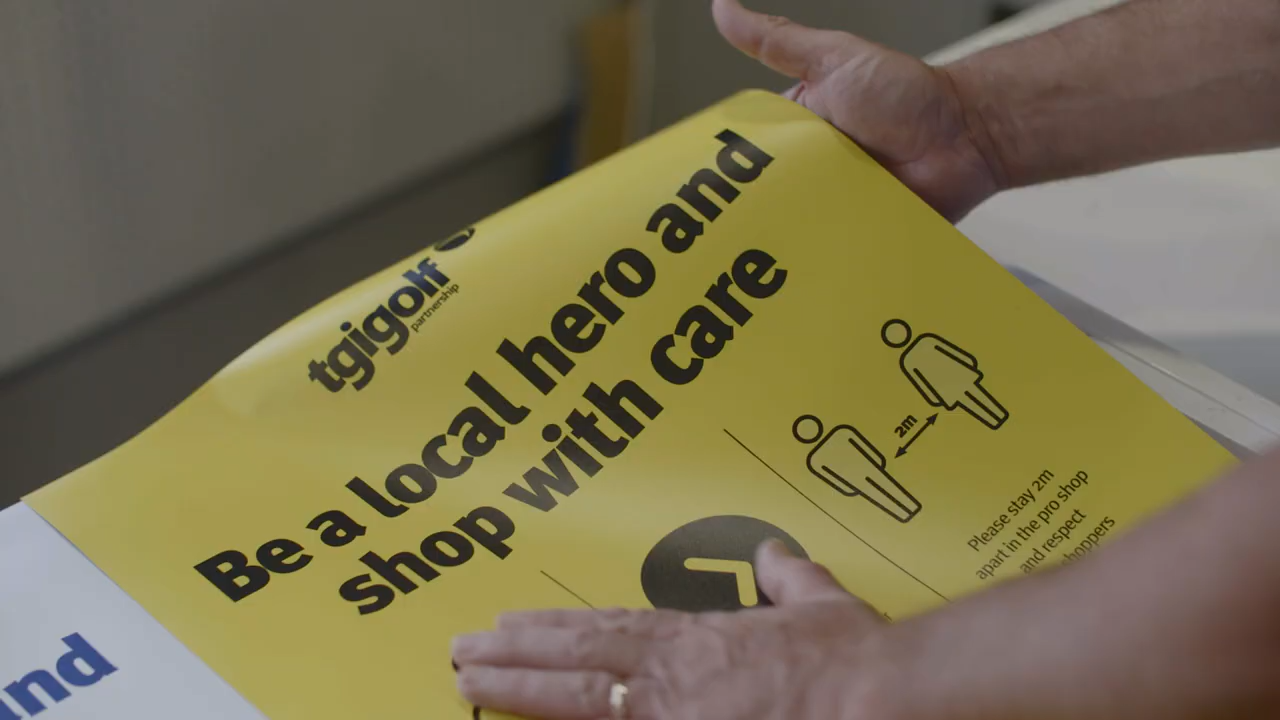 tgigolf
partnership
Be a local hero and
shop with care
2m
Please stay 2m
apart in the pro shop
and respect
shoppers